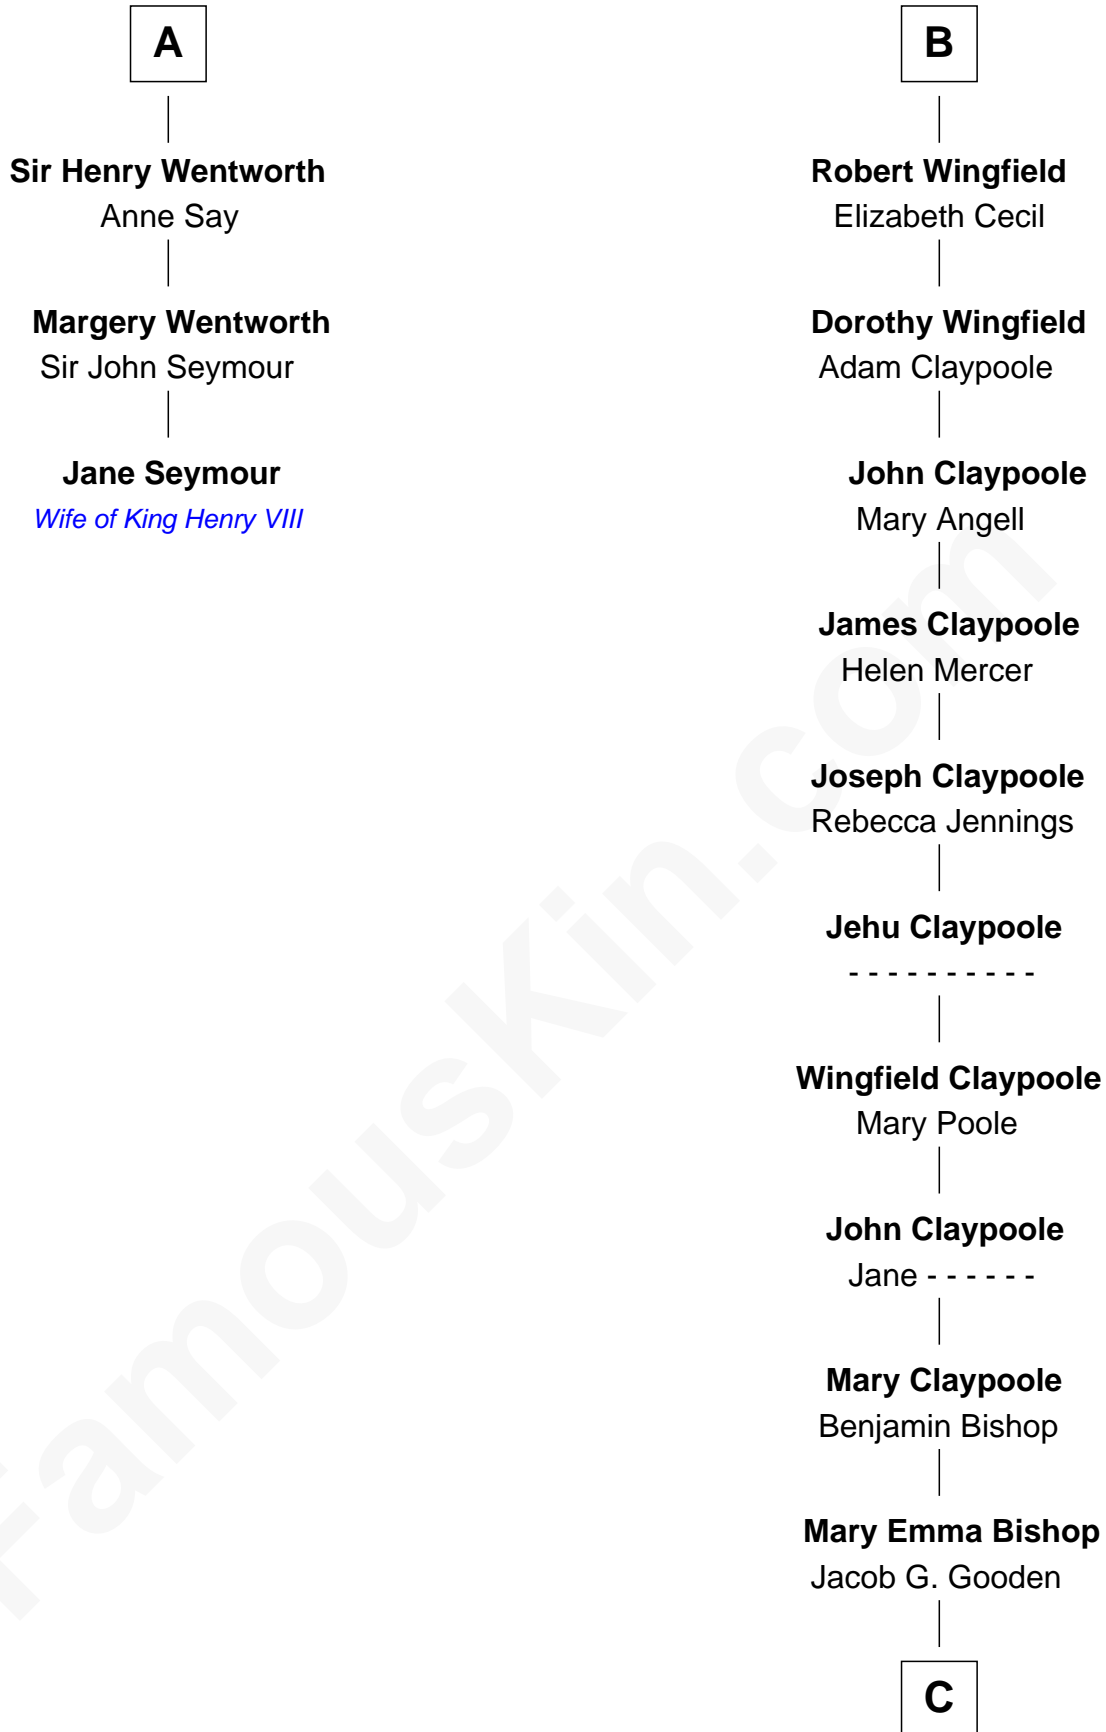 A
Sir Henry Wentworth
Anne Say
Margery Wentworth
Sir John Seymour
Jane Seymour
Wife of King Henry VIII
B
Robert Wingfield
Elizabeth Cecil
Dorothy Wingfield
Adam Claypoole
John Claypoole
Mary Angell
James Claypoole
Helen Mercer
Joseph Claypoole
Rebecca Jennings
Jehu Claypoole
- - - - - - - - - -
Wingfield Claypoole
Mary Poole
John Claypoole
Jane - - - - - -
Mary Claypoole
Benjamin Bishop
Mary Emma Bishop
Jacob G. Gooden
C
FamousKin.com